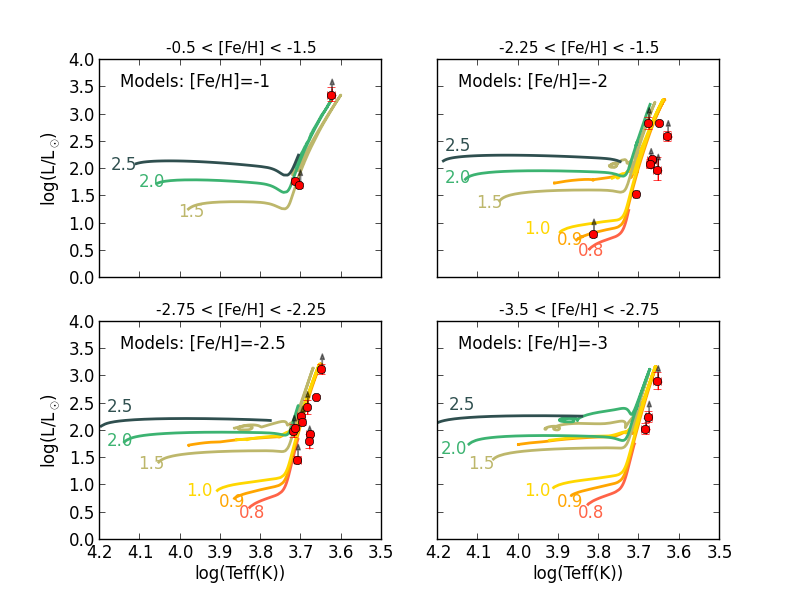 -0.5 < [Fe/H] < -1.5
-2.25 < [Fe/H] < -1.5
4.0
3.5
3.0
2.5
2.0
1.5
1.0
0.5
0.0
log(L/L☉)
Models: [Fe/H]=-1
2.5
2.0
1.5
Models: [Fe/H]=-2
2.5
2.0
1.5
1.0
0.9
0.8
-2.75 < [Fe/H] < -2.25
-3.5 < [Fe/H] < -2.75
4.0
3.5
3.0
2.5
2.0
1.5
1.0
0.5
0.0
log(L/L☉)
Models: [Fe/H]=-2.5
2.5
2.0
1.5
1.0
0.9
0.8
Models: [Fe/H]=-3
2.5
2.0
1.5
1.0
0.9
0.8
4.2 4.1 4.0 3.9 3.8 3.7 3.6 3.5
4.2 4.1 4.0 3.9 3.8 3.7 3.6 3.5
log(Teff(K))
log(Teff(K))